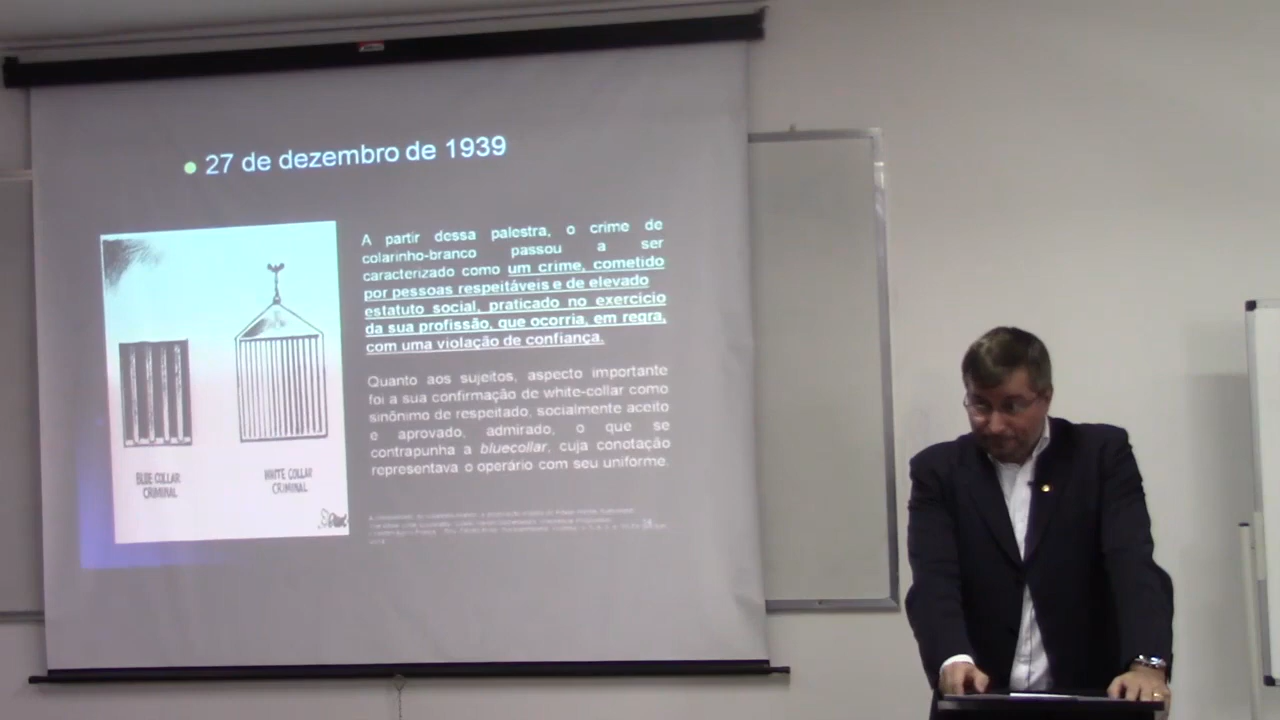 27 de dezembro de 1939
A partir dessa palestra, o crime de
colarinho-branco passou a ser
caracterizado como um crime, cometido
por pessoas respeitáveis e de elevado
estatuto social, praticado no exercício
da sua profissão, que ocorria, em regra,
com uma violação de confiança.
Quanto aos sujeitos, aspecto importante
foi a sua confirmação de white-collar como
sinônimo de respeitado, socialmente aceito
e aprovado, admirado, o que se
contrapunha a bluecollar, cuja conotação
representava o operário com seu uniforme.
BLUE COLLAR
CRIMINAL
WHITE COLLAR
CRIMINAL